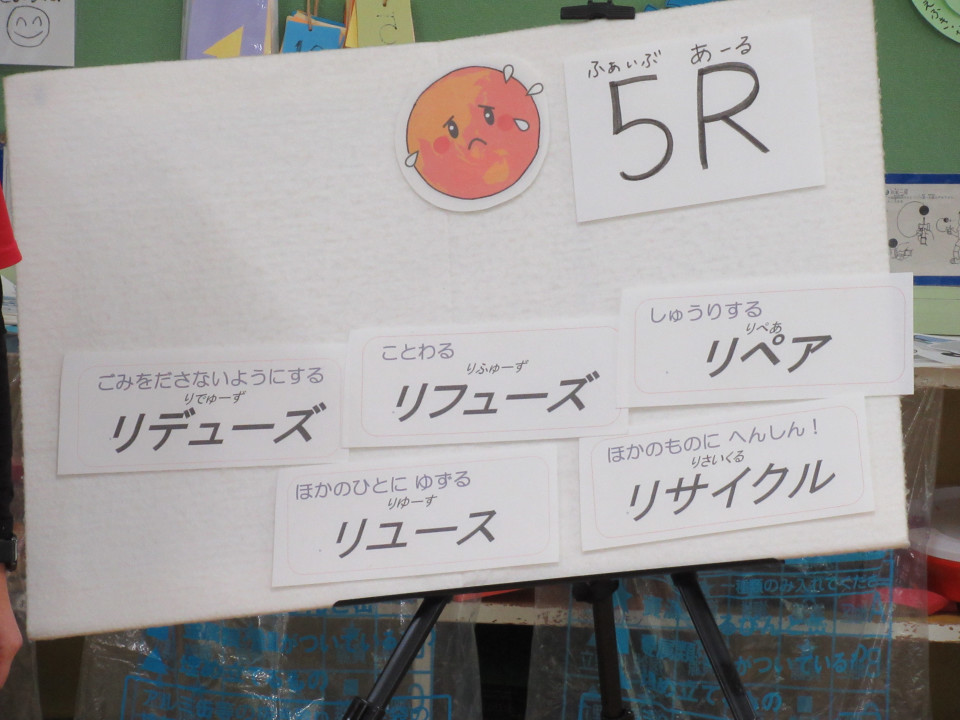 ふぁいぶ あーる
5R
しゅうりする
りぺあ
リペア
ことわる
りふゅーず
リフューズ
ごみをださないようにする
りでゅーず
リデューズ
ほかのものに へんしん！
りさいくる
リサイクル
ほかのひとに ゆずる
りゆーす
リユース